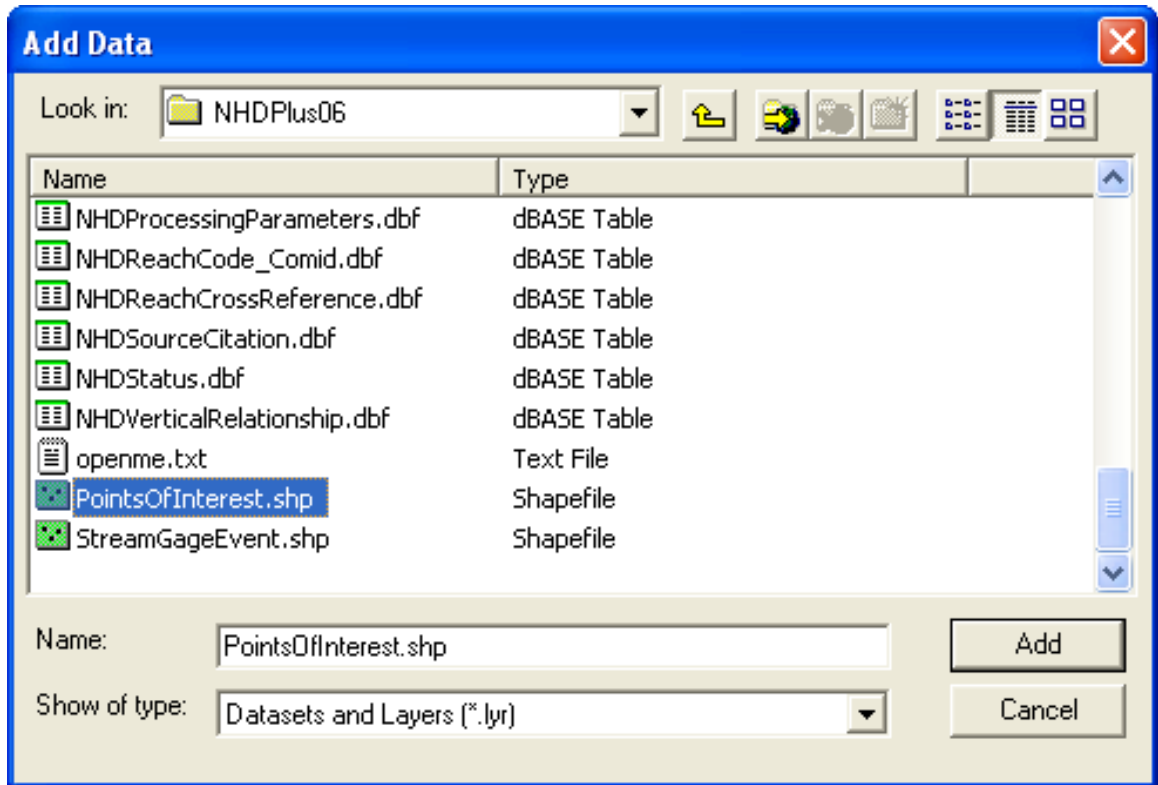 Add Data
Look in: NHDPlus06
Name Type
NHDProcessingParameters.dbf dBASE Table
NHDReachCode_Comid.dbf dBASE Table
NHDReachCrossReference.dbf dBASE Table
NHDSourceCitation.dbf dBASE Table
NHDStatus.dbf dBASE Table
NHDVerticalRelationship.dbf dBASE Table
openme.txt Text File
PointsOfInterest.shp Shapefile
StreamGageEvent.shp Shapefile
Name: PointsOfInterest.shp Add
Show of type: Datasets and Layers (*.lyr) Cancel